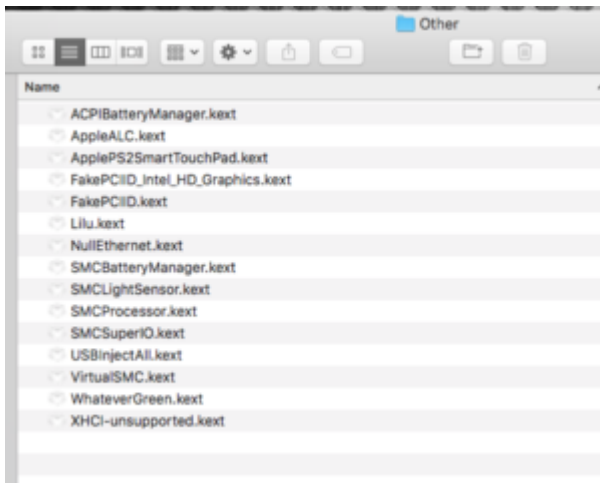 Other
Name
ACPIBatteryManager.kext
AppleALC.kext
ApplePS2SmartTouchPad.kext
FakePCIID_Intel_HD_Graphics.kext
FakePCIID.kext
Lilu.kext
NullEthernet.kext
SMCBatteryManager.kext
SMCLightSensor.kext
SMCProcessor.kext
SMCSuperIO.kext
USBInjectAll.kext
VirtualSMC.kext
WhateverGreen.kext
XHCI-unsupported.kext